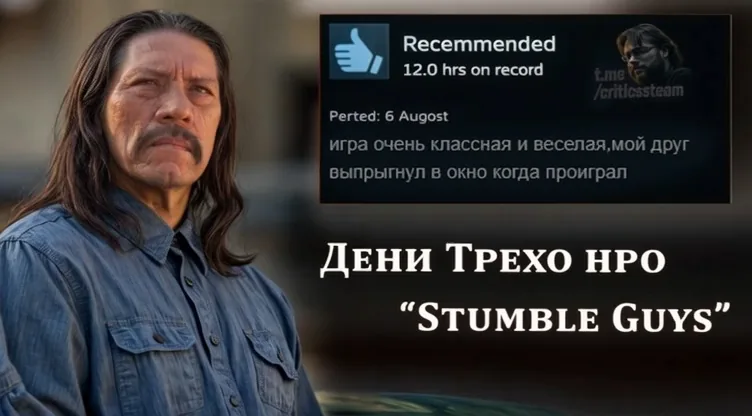 Recemmended
12.0 hrs on record
t.me
/criticssteam
Perted: 6 Augost
игра очень классная и веселая,мой друг
выпрыгнул в окно когда проиграл
Дени Трехо нро
“Stumble Guys”